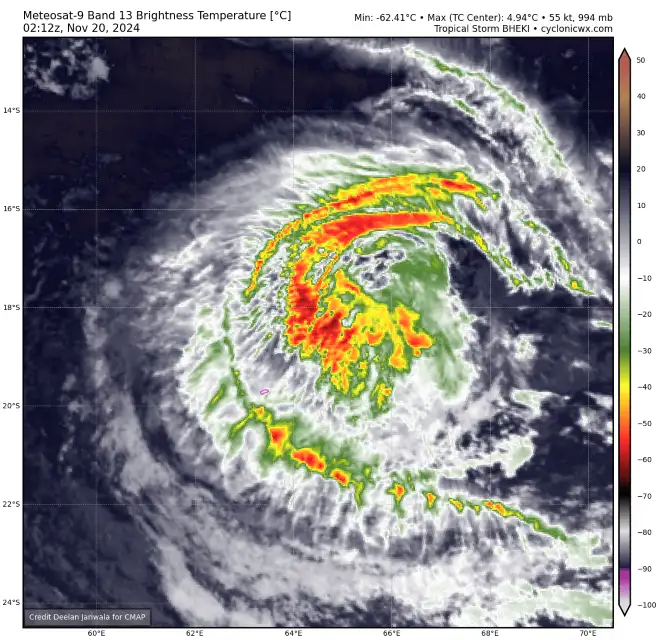 Meteosat-9 Band 13 Brightness Temperature [°C]
02:12z, Nov 20, 2024
Min: -62.41°C • Max (TC Center): 4.94°C • 55 kt, 994 mb
Tropical Storm BHEKI • cyclonicwx.com
14°S
16°S
18°S
20°S
22°S
24°S
60°E
62°E
64°E
66°E
68°E
70°E
50
40
30
20
10
0
−10
−20
−30
−40
−50
−60
−70
−80
−90
−100
Credit Deelan Jariwala for CMAP